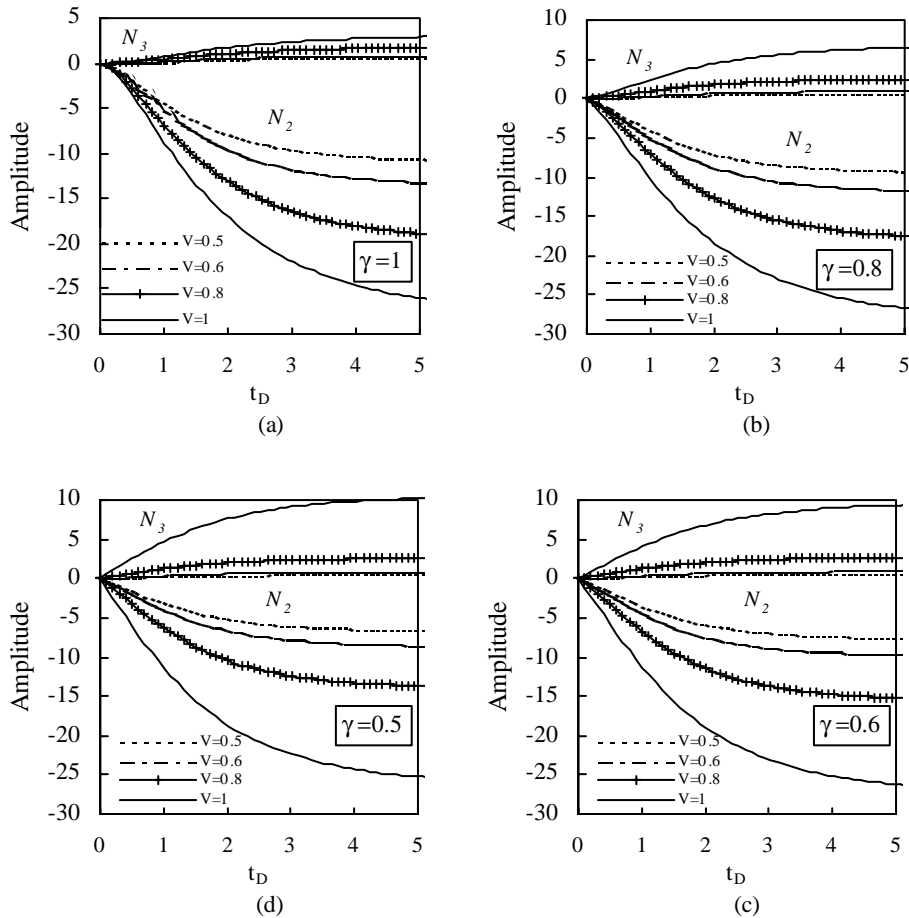 5
0
-5
-10
-15
-20
-25
-30
Amplitude
N3
N2
V=0.5
V=0.6
V=0.8
V=1
γ=1
0 1 2 3 4 5
tD
(a)
10
5
0
-5
-10
-15
-20
-25
-30
Amplitude
N3
N2
V=0.5
V=0.6
V=0.8
V=1
γ=0.8
0 1 2 3 4 5
tD
(b)
10
5
0
-5
-10
-15
-20
-25
-30
Amplitude
N3
N2
V=0.5
V=0.6
V=0.8
V=1
γ=0.5
0 1 2 3 4 5
tD
(d)
10
5
0
-5
-10
-15
-20
-25
-30
Amplitude
N3
N2
V=0.5
V=0.6
V=0.8
V=1
γ=0.6
0 1 2 3 4 5
tD
(c)